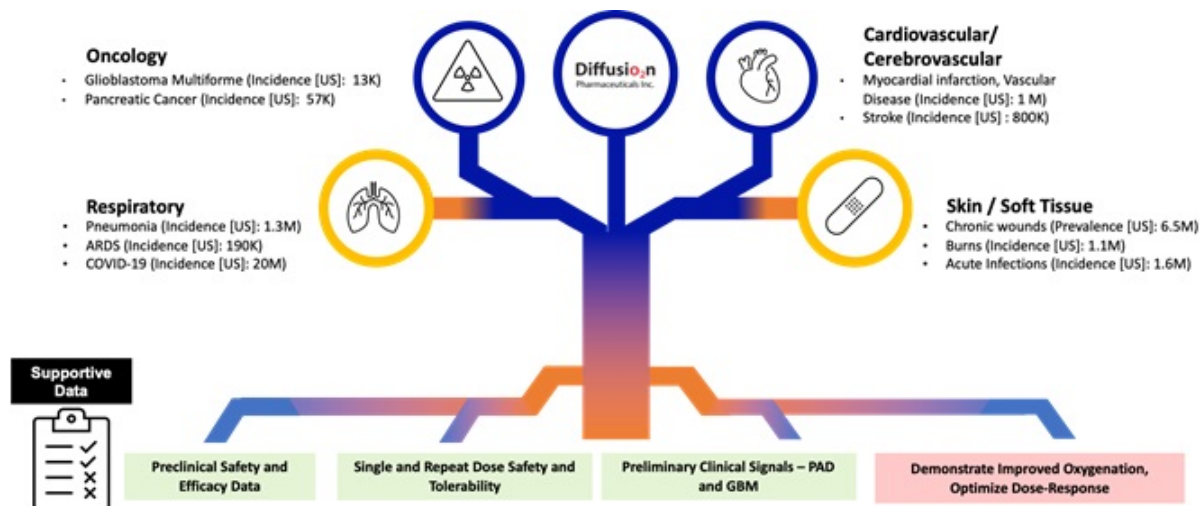 Oncology
• Glioblastoma Multiforme (Incidence [US]: 13K)
• Pancreatic Cancer (Incidence [US]: 57K)
Diffusio₂n
Pharmaceuticals Inc.
Cardiovascular/
Cerebrovascular
• Myocardial infarction, Vascular
Disease (Incidence [US]: 1 M)
• Stroke (Incidence [US] : 800K)
Respiratory
• Pneumonia (Incidence [US]: 1.3M)
• ARDS (Incidence [US]: 190K)
• COVID-19 (Incidence [US]: 20M)
Skin / Soft Tissue
• Chronic wounds (Prevalence [US]: 6.5M)
• Burns (Incidence [US]: 1.1M)
• Acute Infections (Incidence [US]: 1.6M)
Supportive
Data
Preclinical Safety and
Efficacy Data
Single and Repeat Dose Safety and
Tolerability
Preliminary Clinical Signals – PAD
and GBM
Demonstrate Improved Oxygenation,
Optimize Dose-Response